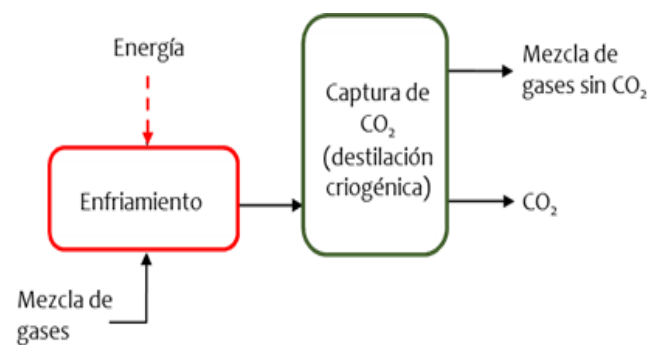 Energía
Enfriamiento
Mezcla de
gases
Captura de
CO₂
(destilación
criogénica)
Mezcla de
gases sin CO₂
CO₂